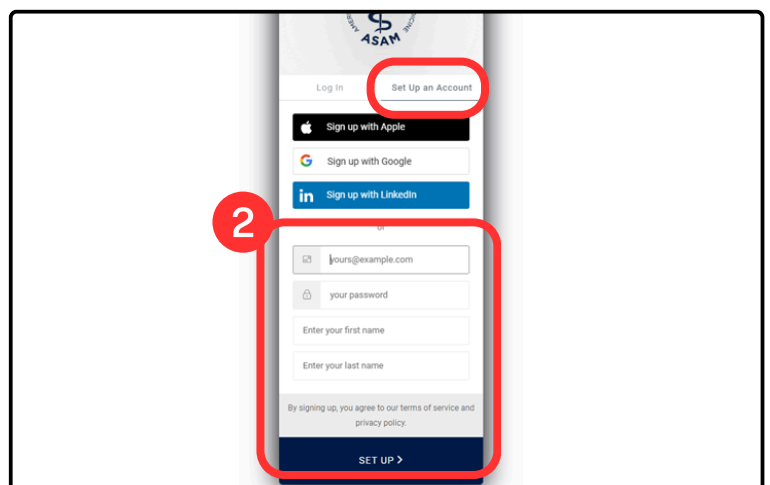 ASAM
Log In
Set Up an Account
Sign up with Apple
Sign up with Google
in Sign up with LinkedIn
2
or
yours@example.com
your password
Enter your first name
Enter your last name
By signing up, you agree to our terms of service and
privacy policy.
SET UP >